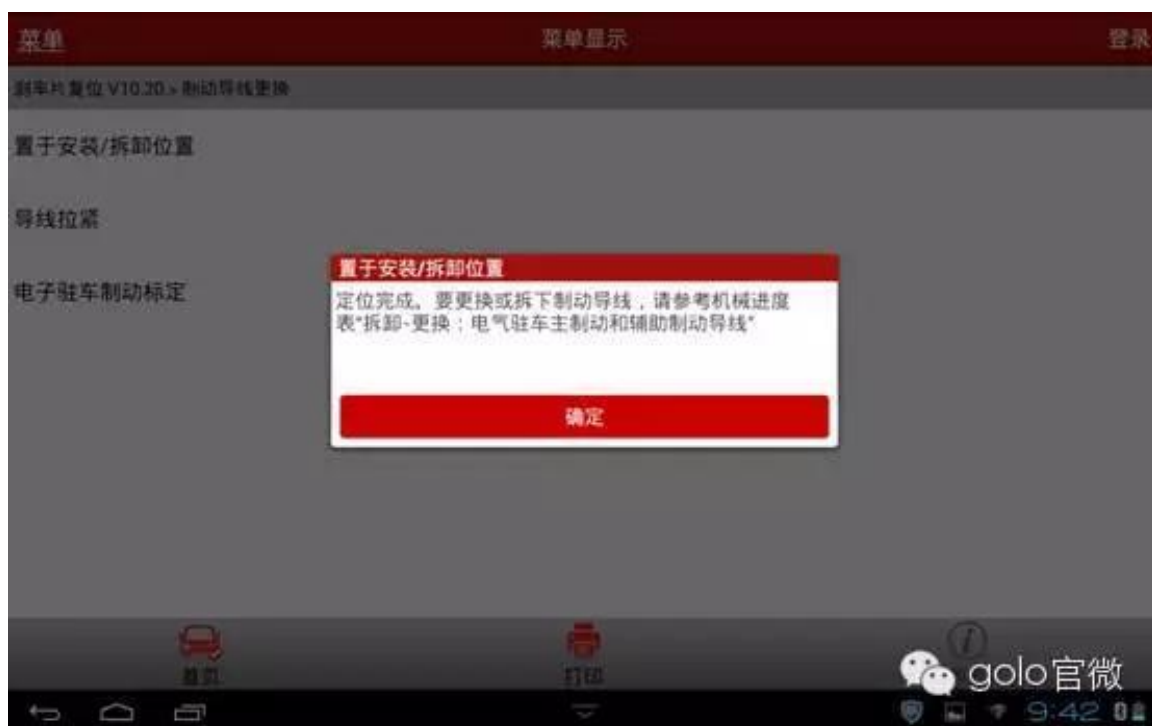 菜单 菜单显示 登录
刹车片复位 V10.20 > 制动导线更换
置于安装/拆卸位置
导线拉紧
电子驻车制动标定
置于安装/拆卸位置
定位完成。要更换或拆下制动导线，请参考机械进度
表"拆卸-更换：电气驻车主制动和辅助制动导线"
确定
首页 打印
golo官微
9:42